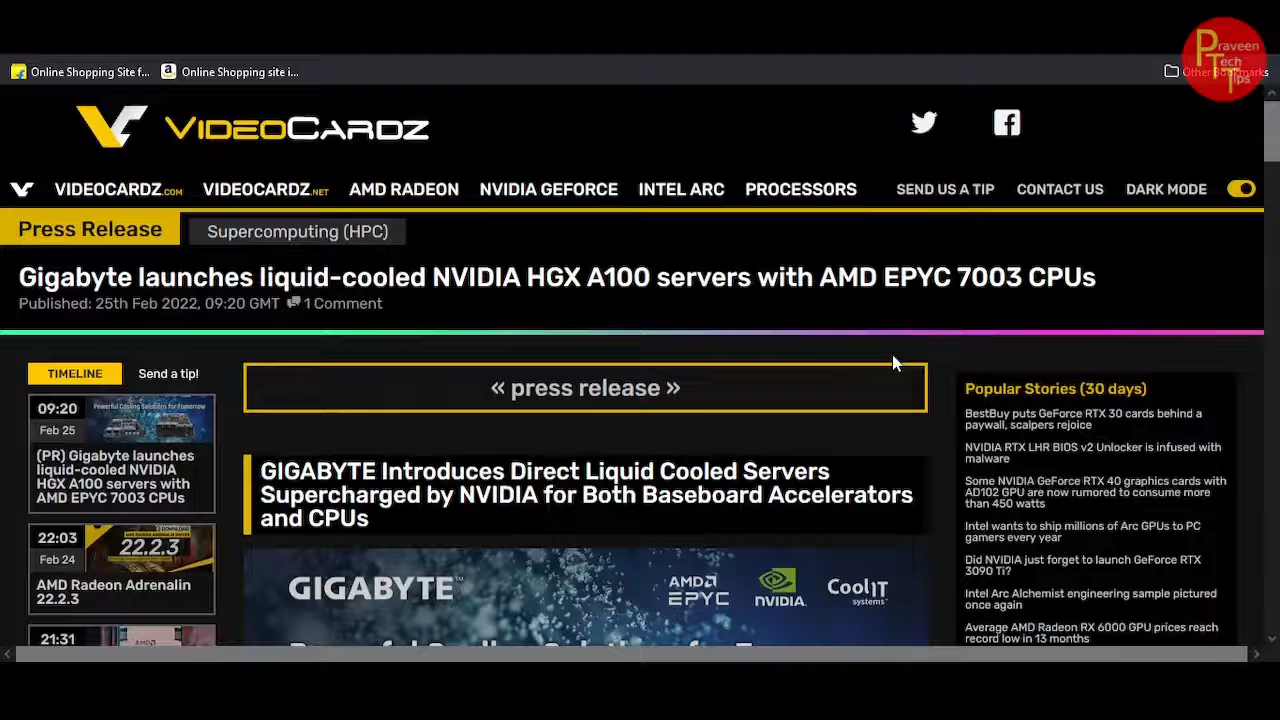 Online Shopping Site f...
Online Shopping site i...
Other Bookmarks
Praveen
Tech
Tips
VIDEOCARDZ
VIDEOCARDZ.COM
VIDEOCARDZ.NET
AMD RADEON
NVIDIA GEFORCE
INTEL ARC
PROCESSORS
SEND US A TIP
CONTACT US
DARK MODE
Press Release
Supercomputing (HPC)
Gigabyte launches liquid-cooled NVIDIA HGX A100 servers with AMD EPYC 7003 CPUs
Published: 25th Feb 2022, 09:20 GMT 1 Comment
TIMELINE
Send a tip!
09:20
Feb 25
Powerful Cooling Solutions for Tomorrow
(PR) Gigabyte launches
liquid-cooled NVIDIA
HGX A100 servers with
AMD EPYC 7003 CPUs
22:03
Feb 24
22.2.3
AMD Radeon Adrenalin
22.2.3
21:31
AMD
« press release »
GIGABYTE Introduces Direct Liquid Cooled Servers
Supercharged by NVIDIA for Both Baseboard Accelerators
and CPUs
GIGABYTE™
AMD
EPYC
NVIDIA.
CoolIT
systems
Popular Stories (30 days)
BestBuy puts GeForce RTX 30 cards behind a
paywall, scalpers rejoice
NVIDIA RTX LHR BIOS v2 Unlocker is infused with
malware
Some NVIDIA GeForce RTX 40 graphics cards with
AD102 GPU are now rumored to consume more
than 450 watts
Intel wants to ship millions of Arc GPUs to PC
gamers every year
Did NVIDIA just forget to launch GeForce RTX
3090 Ti?
Intel Arc Alchemist engineering sample pictured
once again
Average AMD Radeon RX 6000 GPU prices reach
record low in 13 months